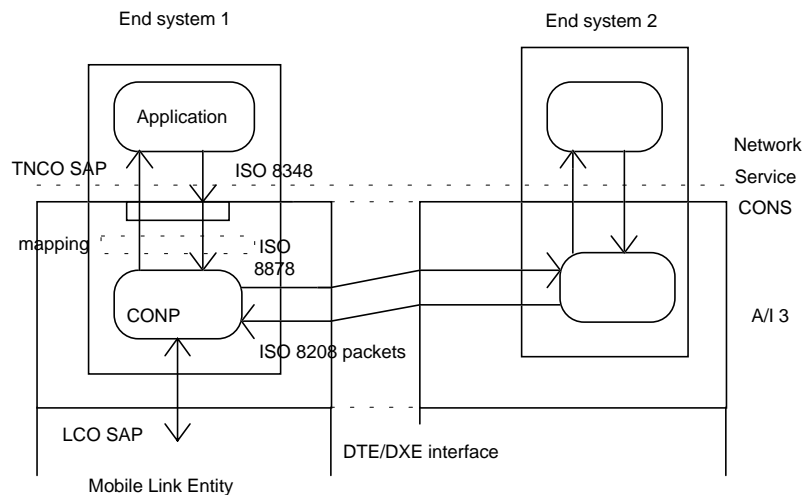 End system 1
End system 2
Application
TNCO SAP
ISO 8348
Network
Service
CONS
mapping
ISO
8878
CONP
A/I 3
ISO 8208 packets
LCO SAP
DTE/DXE interface
Mobile Link Entity